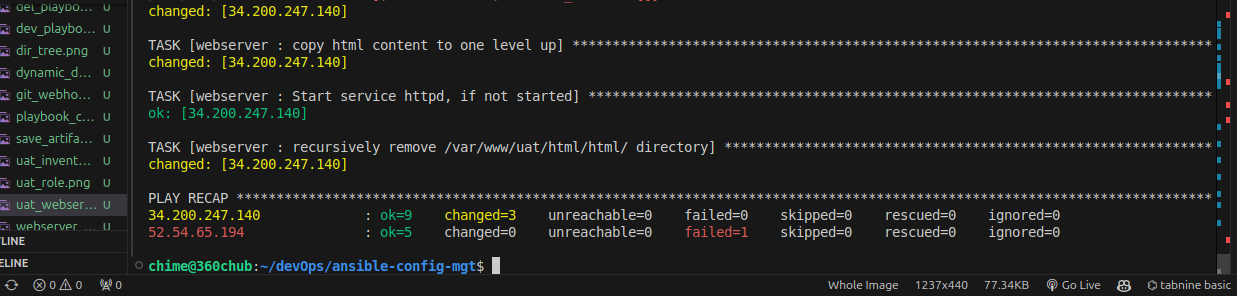 del_playbo... U
changed: [34.200.247.140]
dev_playbo... U
dir_tree.png U
TASK [webserver : copy html content to one level up] ********************************************************************************
changed: [34.200.247.140]
dynamic_d... U
git_webho... U
TASK [webserver : Start service httpd, if not started] ******************************************************************************
ok: [34.200.247.140]
playbook_c... U
save_artifa... U
TASK [webserver : recursively remove /var/www/uat/html/html/ directory] *************************************************************
changed: [34.200.247.140]
uat_invent... U
uat_role.png U
PLAY RECAP **************************************************************************************************************************
uat_webser... U
34.200.247.140 : ok=9 changed=3 unreachable=0 failed=0 skipped=0 rescued=0 ignored=0
52.54.65.194 : ok=5 changed=0 unreachable=0 failed=1 skipped=0 rescued=0 ignored=0
webserver U
TLINE
ELINE
chime@360chub:~/devOps/ansible-config-mgt$
0 0 0 Whole Image 1237x440 77.34KB Go Live tabnine basic